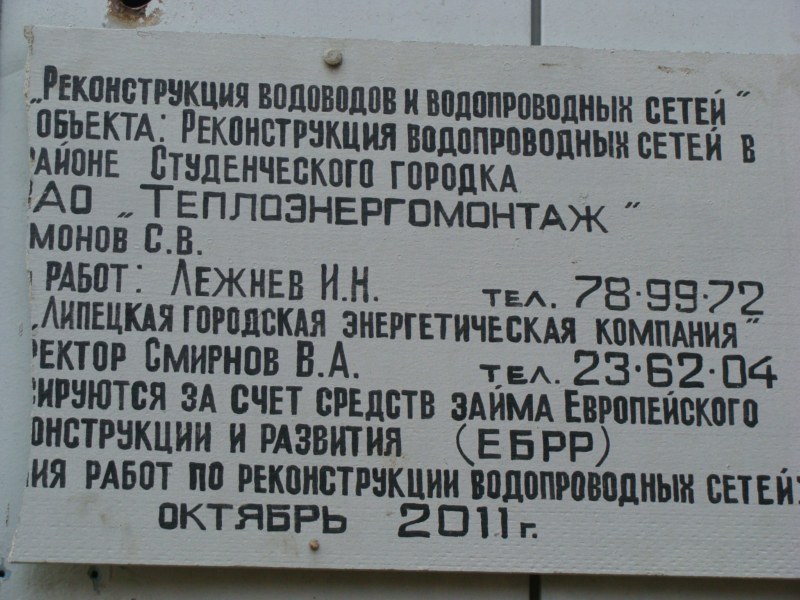 „Реконструкция водоводов и водопроводных сетей"
объекта: Реконструкция водопроводных сетей в
районе Студенческого городка
ЗАО „Теплоэнергомонтаж"
монов С.В.
работ: Лежнев И.Н. тел. 78·99·72
„Липецкая городская энергетическая компания"
ректор Смирнов В.А. тел. 23·62·04
сируются за счет средств займа Европейского
онструкции и развития (ЕБРР)
ия работ по реконструкции водопроводных сетей:
октябрь 2011г.